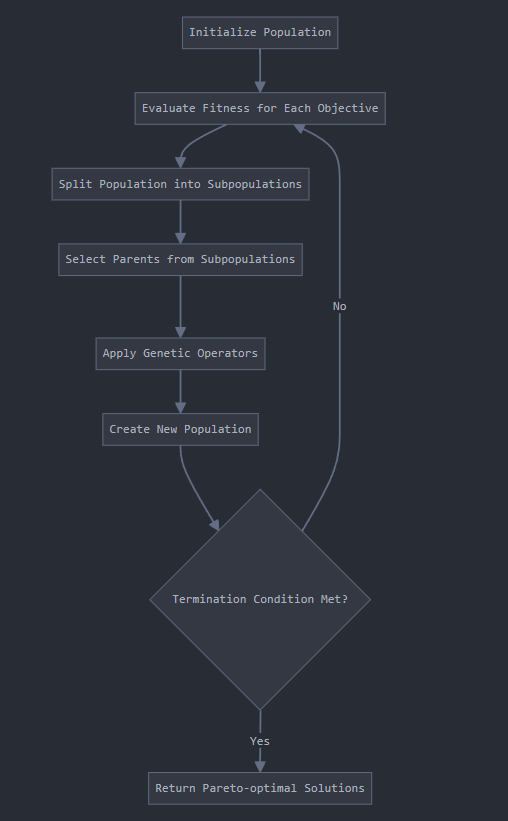 Initialize Population
Evaluate Fitness for Each Objective
Split Population into Subpopulations
Select Parents from Subpopulations
No
Apply Genetic Operators
Create New Population
Termination Condition Met?
Yes
Return Pareto-optimal Solutions